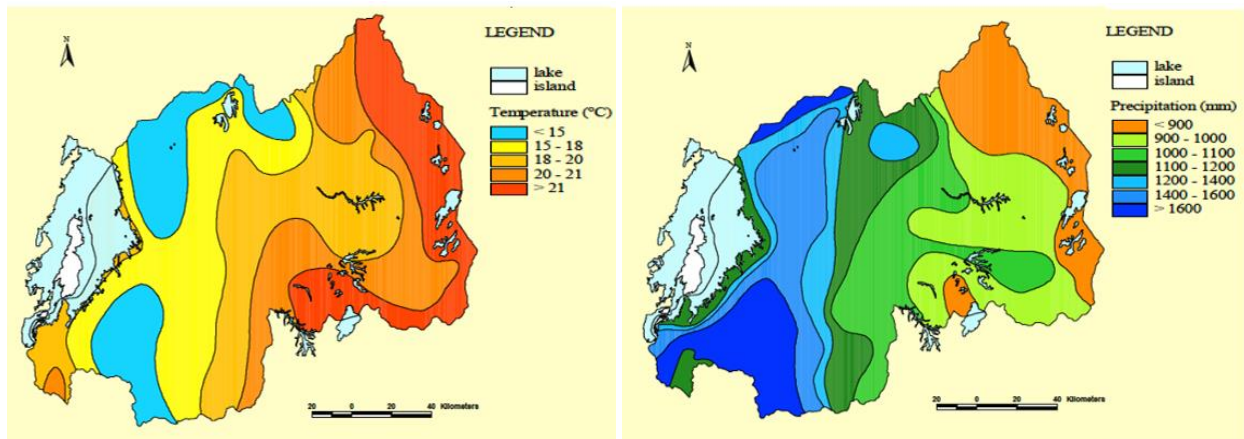 N
LEGEND
lake
island
Temperature (°C)
< 15
15 - 18
18 - 20
20 - 21
> 21
20 0 20 40 Kilometers
N
LEGEND
lake
island
Precipitation (mm)
< 900
900 - 1000
1000 - 1100
1100 - 1200
1200 - 1400
1400 - 1600
> 1600
20 0 20 40 Kilometers